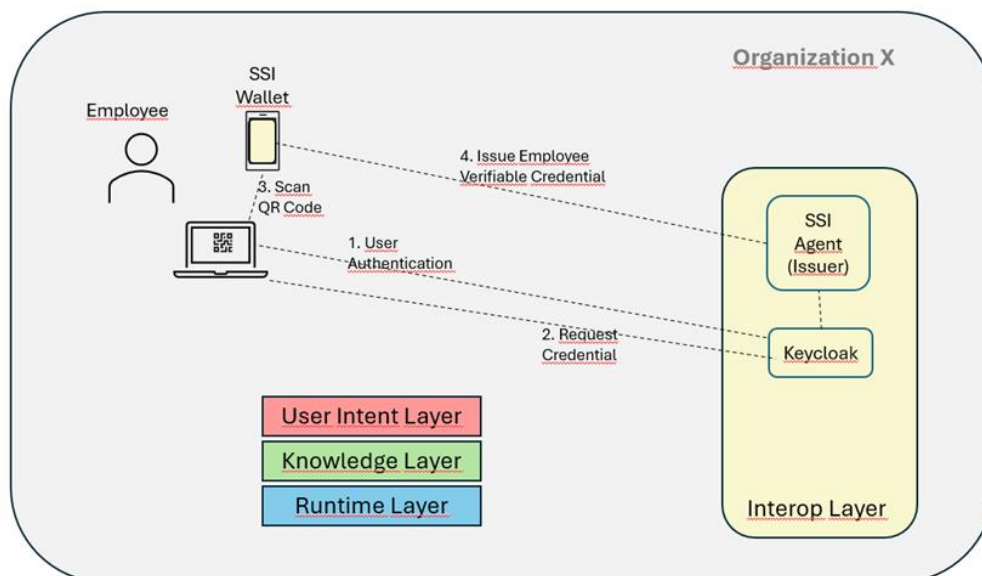 Organization X
SSI
Wallet
Employee
4. Issue Employee
Verifiable Credential
3. Scan
QR Code
SSI
Agent
(Issuer)
1. User
Authentication
2. Request
Credential
Keycloak
User Intent Layer
Knowledge Layer
Runtime Layer
Interop Layer